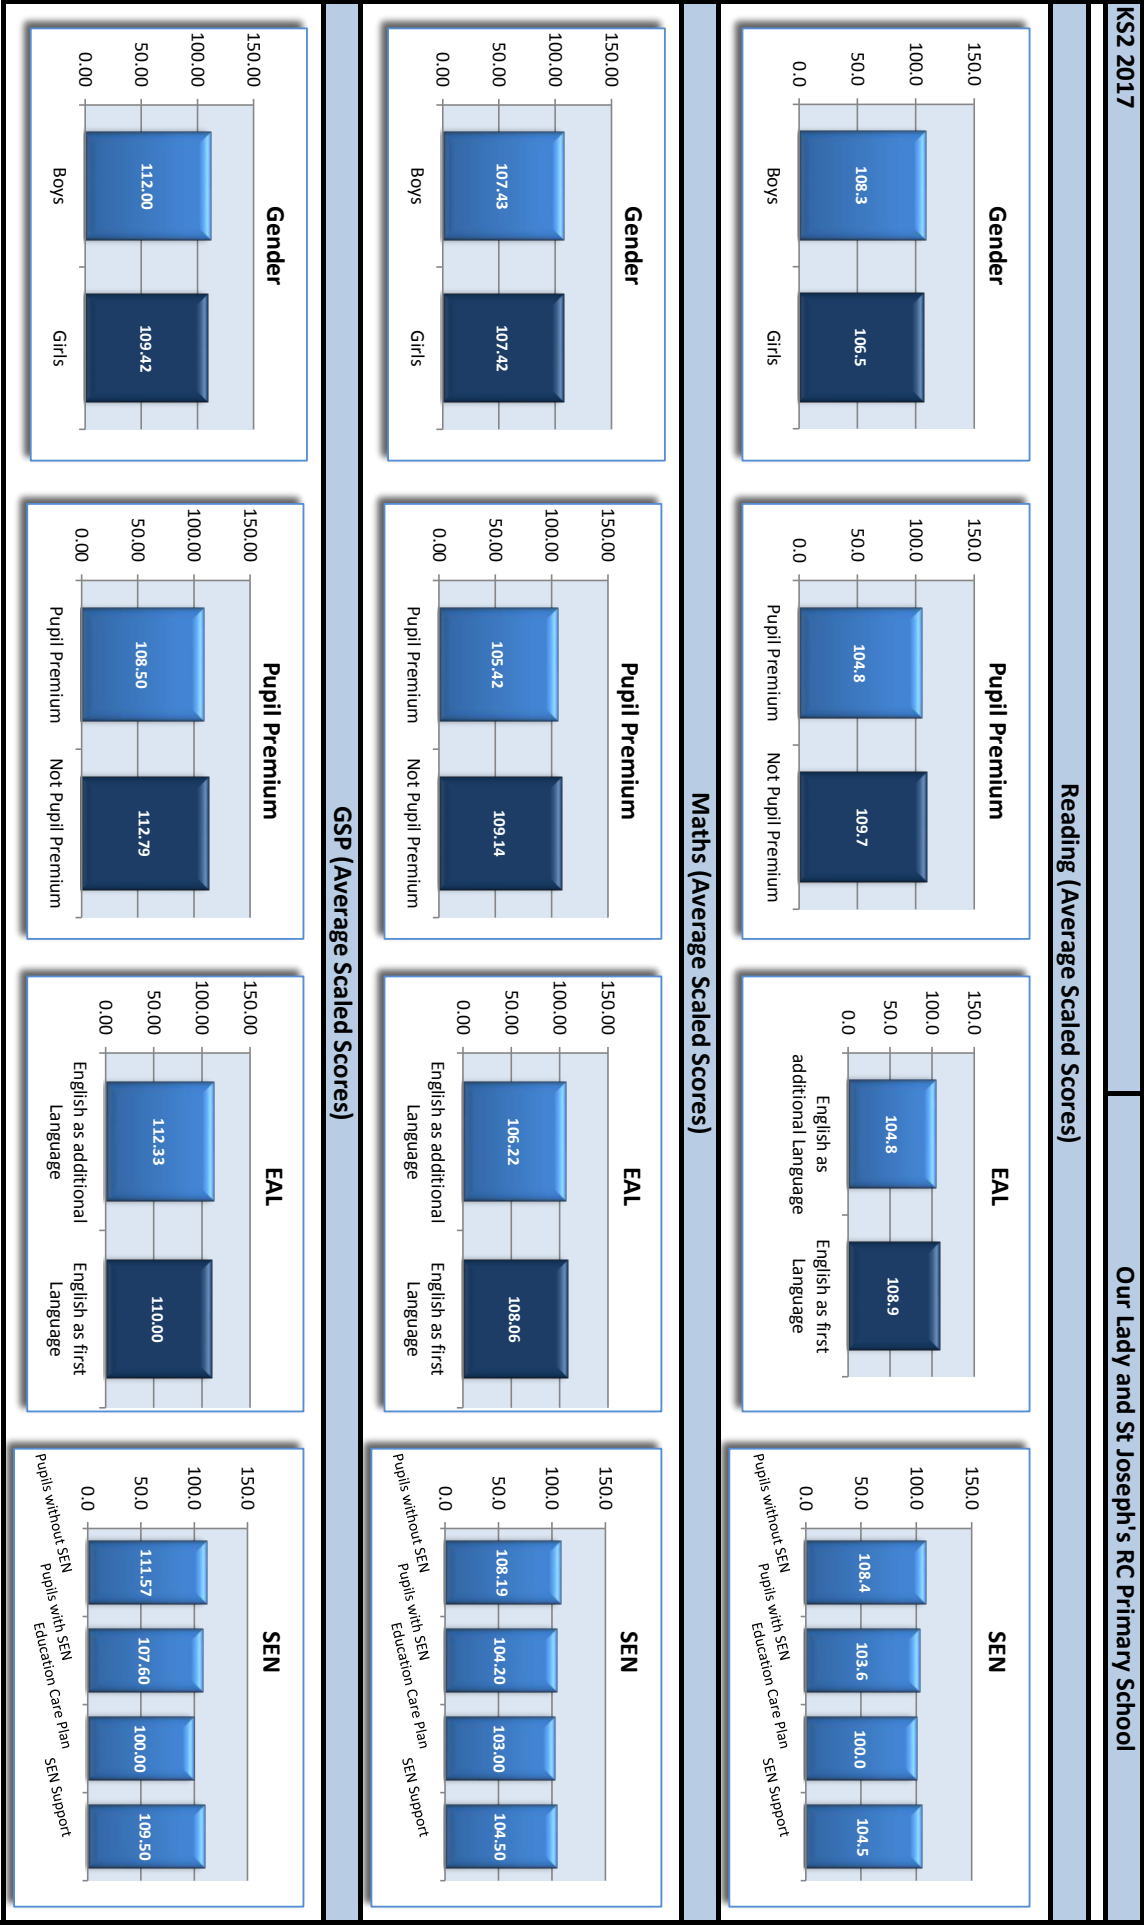 KS2 2017
Our Lady and St Joseph's RC Primary School
Reading (Average Scaled Scores)
Gender
150.0
100.0
50.0
0.0
108.3
106.5
Boys
Girls
Pupil Premium
150.0
100.0
50.0
0.0
104.8
109.7
Pupil Premium
Not Pupil Premium
EAL
150.0
100.0
50.0
0.0
104.8
108.9
English as
additional Language
English as first
Language
SEN
150.0
100.0
50.0
0.0
108.4
103.6
100.0
104.5
Pupils without SEN
Pupils with SEN
Education Care Plan
SEN Support
Maths (Average Scaled Scores)
Gender
150.00
100.00
50.00
0.00
107.43
107.42
Boys
Girls
Pupil Premium
150.00
100.00
50.00
0.00
105.42
109.14
Pupil Premium
Not Pupil Premium
EAL
150.00
100.00
50.00
0.00
106.22
108.06
English as additional
Language
English as first
Language
SEN
150.0
100.0
50.0
0.0
108.19
104.20
103.00
104.50
Pupils without SEN
Pupils with SEN
Education Care Plan
SEN Support
GSP (Average Scaled Scores)
Gender
150.00
100.00
50.00
0.00
112.00
109.42
Boys
Girls
Pupil Premium
150.00
100.00
50.00
0.00
108.50
112.79
Pupil Premium
Not Pupil Premium
EAL
150.00
100.00
50.00
0.00
112.33
110.00
English as additional
Language
English as first
Language
SEN
150.0
100.0
50.0
0.0
111.57
107.60
100.00
109.50
Pupils without SEN
Pupils with SEN
Education Care Plan
SEN Support